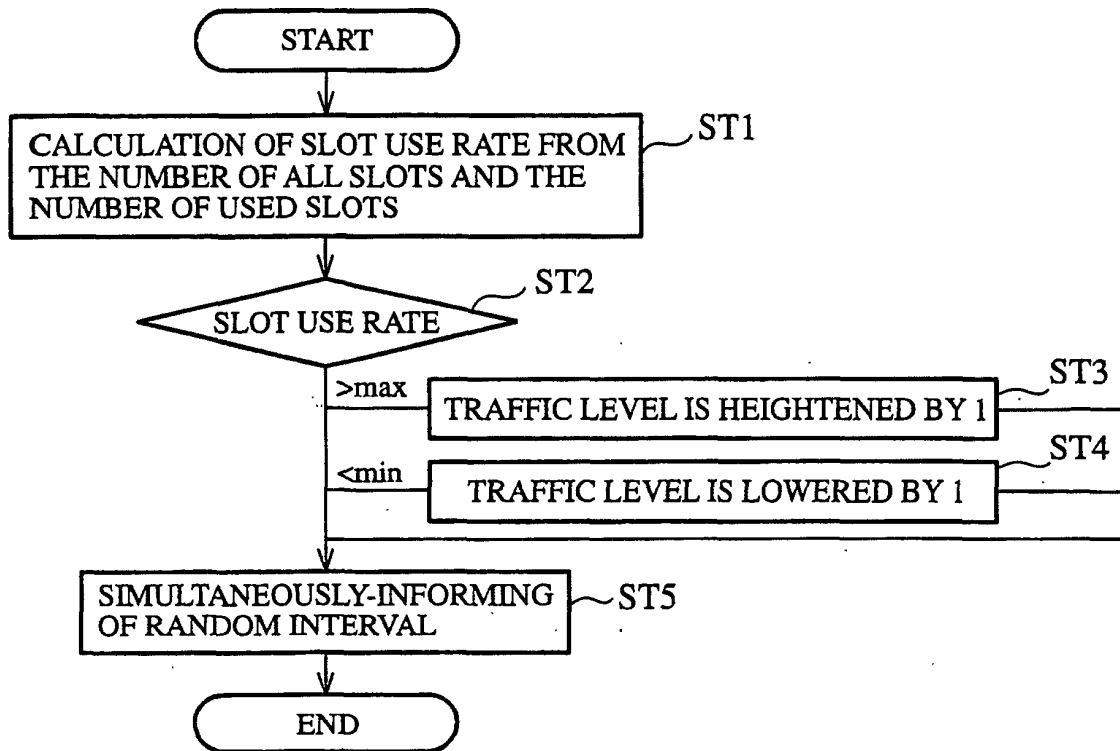 START
CALCULATION OF SLOT USE RATE FROM
THE NUMBER OF ALL SLOTS AND THE
NUMBER OF USED SLOTS
ST1
SLOT USE RATE
ST2
>max
TRAFFIC LEVEL IS HEIGHTENED BY 1
ST3
<min
TRAFFIC LEVEL IS LOWERED BY 1
ST4
SIMULTANEOUSLY-INFORMING
OF RANDOM INTERVAL
ST5
END